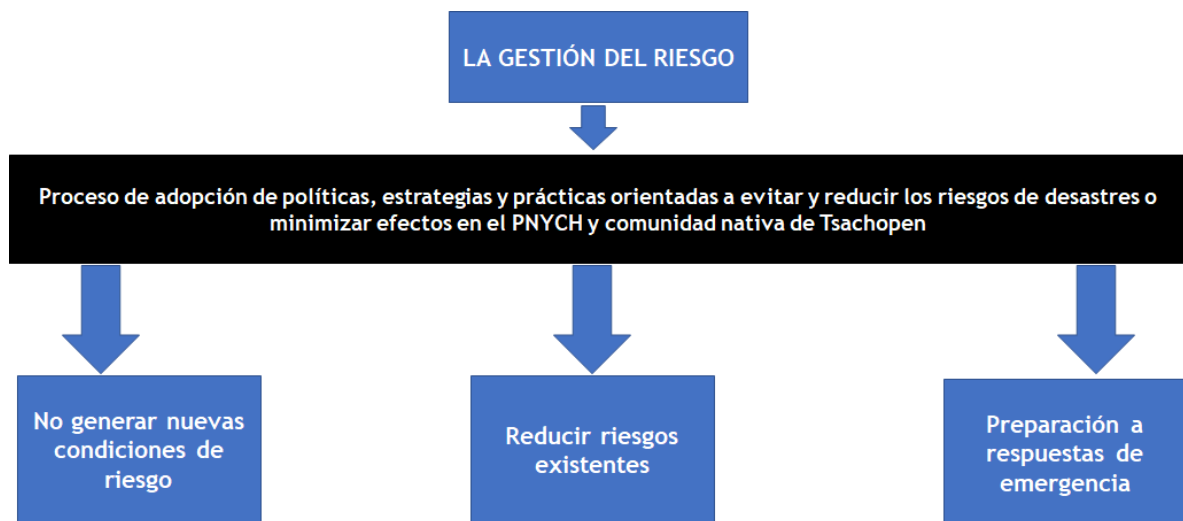 LA GESTIÓN DEL RIESGO
Proceso de adopción de políticas, estrategias y prácticas orientadas a evitar y reducir los riesgos de desastres o
minimizar efectos en el PNYCH y comunidad nativa de Tsachopen
No generar nuevas
condiciones de
riesgo
Reducir riesgos
existentes
Preparación a
respuestas de
emergencia